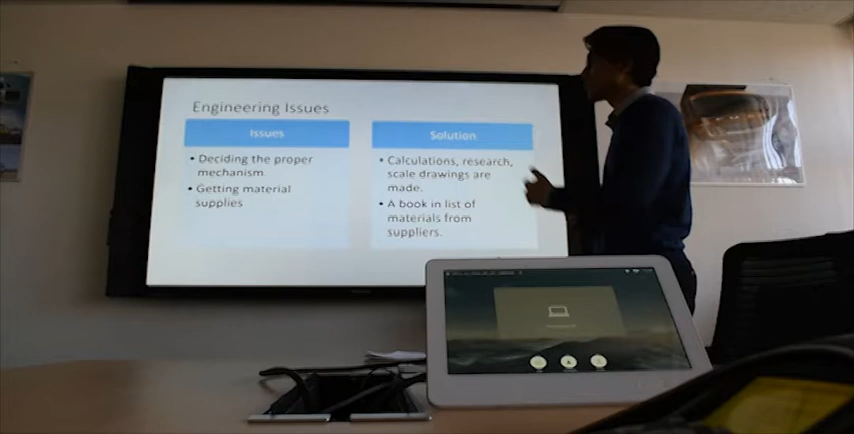 Engineering Issues
Issues
• Deciding the proper
mechanism.
• Getting material
supplies
Solution
• Calculations, research,
scale drawings are
made.
• A book in list of
materials from
suppliers.